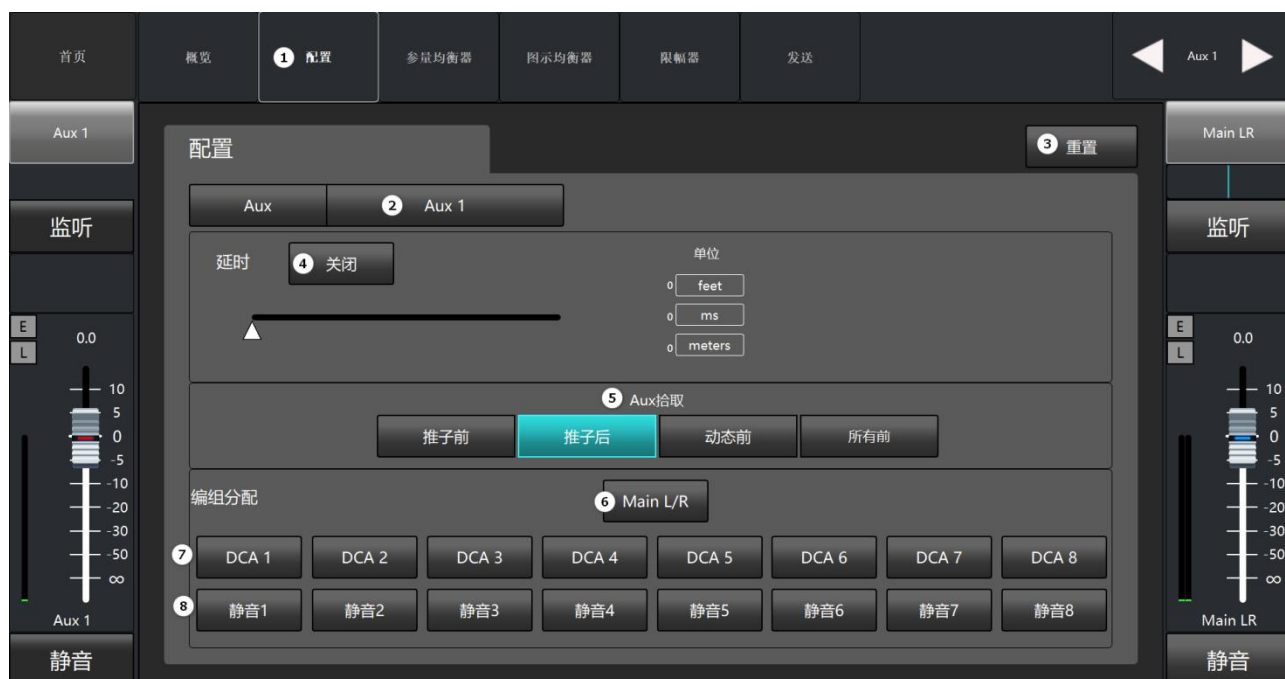 首页 概览 1 配置 参量均衡器 图示均衡器 限幅器 发送 Aux 1
Aux 1 Main LR
配置 3 重置
Aux 2 Aux 1
监听 监听
延时 4 关闭 单位
0 feet
0 ms
0 meters
E 0.0 E 0.0
L L
10 10
5 5
0 0
-5 -5
-10 -10
-20 -20
-30 -30
-50 -50
∞ ∞
5 Aux拾取
推子前 推子后 动态前 所有前
编组分配 6 Main L/R
7 DCA 1 DCA 2 DCA 3 DCA 4 DCA 5 DCA 6 DCA 7 DCA 8
8 静音1 静音2 静音3 静音4 静音5 静音6 静音7 静音8
Aux 1 Main LR
静音 静音